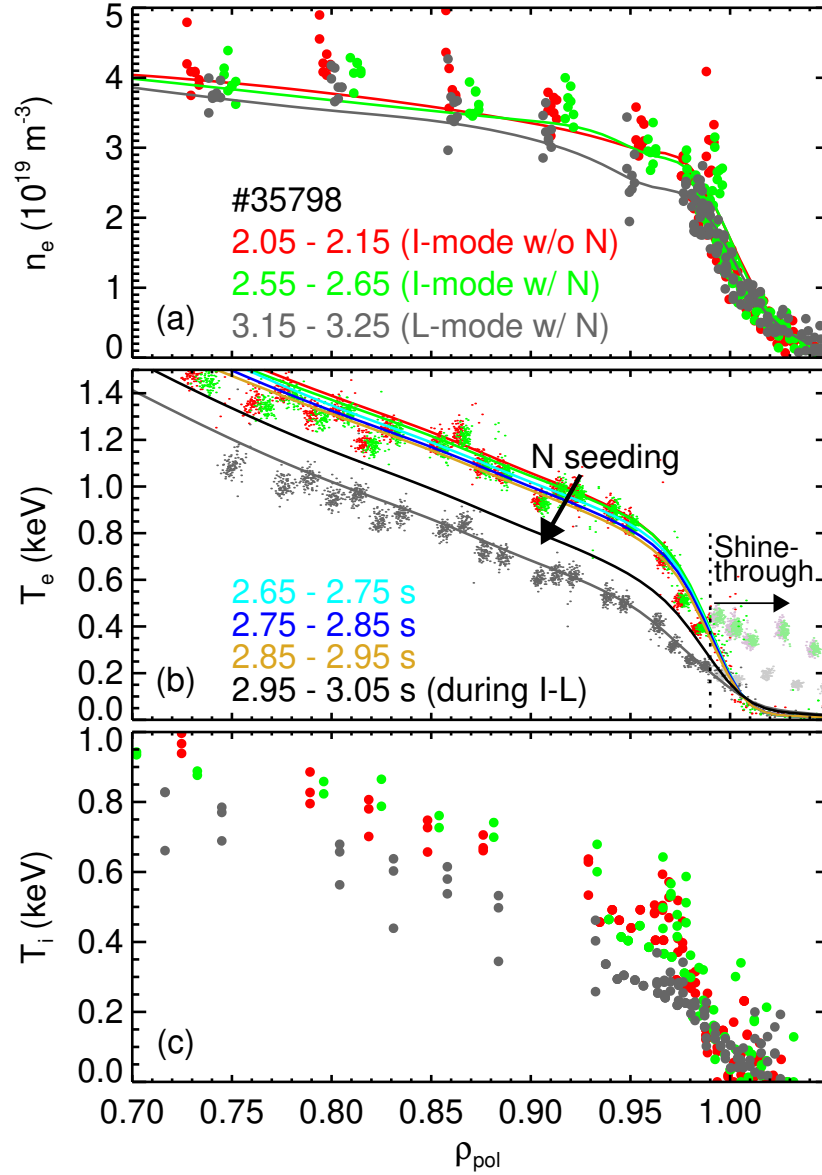 5
4
3
2
1
0
n_e (10^19 m^-3)
#35798
2.05 - 2.15 (I-mode w/o N)
2.55 - 2.65 (I-mode w/ N)
3.15 - 3.25 (L-mode w/ N)
(a)
1.4
1.2
1.0
0.8
0.6
0.4
0.2
0.0
T_e (keV)
N seeding
Shine-
through
2.65 - 2.75 s
2.75 - 2.85 s
2.85 - 2.95 s
2.95 - 3.05 s (during I-L)
(b)
1.0
0.8
0.6
0.4
0.2
0.0
T_i (keV)
(c)
0.70 0.75 0.80 0.85 0.90 0.95 1.00
ρ_pol